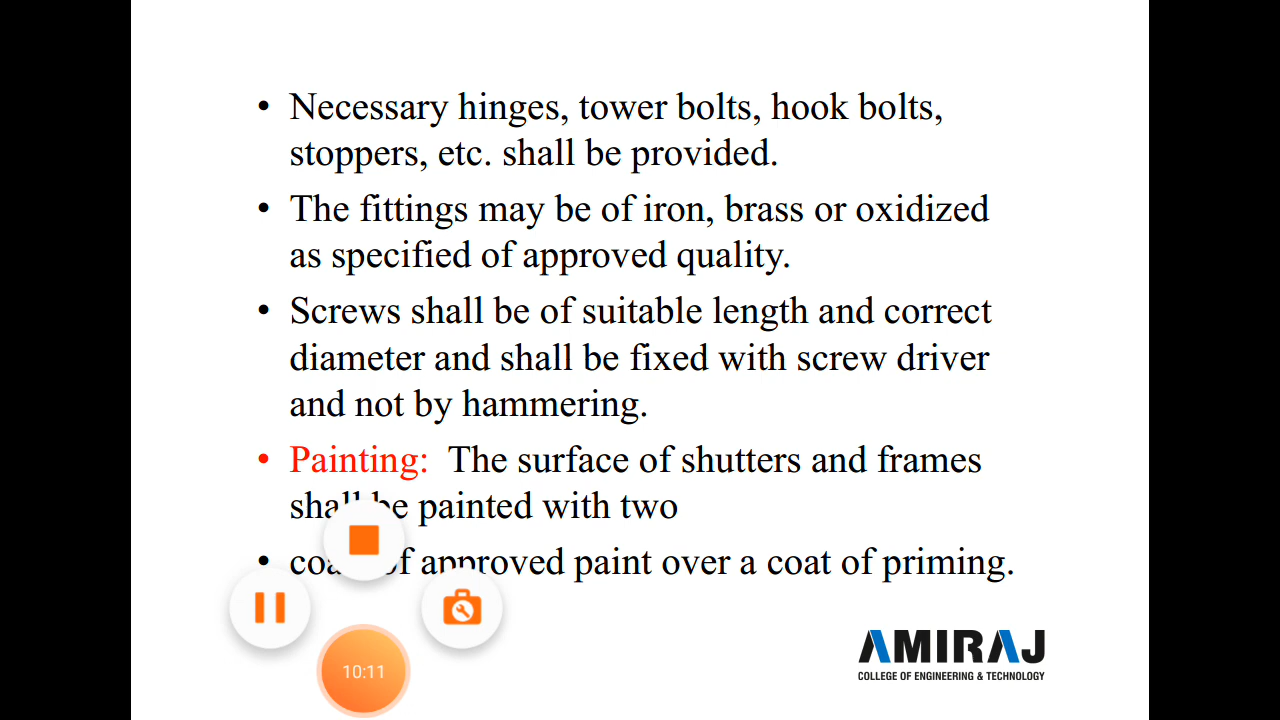 • Necessary hinges, tower bolts, hook bolts,
stoppers, etc. shall be provided.
• The fittings may be of iron, brass or oxidized
as specified of approved quality.
• Screws shall be of suitable length and correct
diameter and shall be fixed with screw driver
and not by hammering.
• Painting: The surface of shutters and frames
shall be painted with two
• of approved paint over a coat of priming.
10:11
AMIRAJ
COLLEGE OF ENGINEERING & TECHNOLOGY